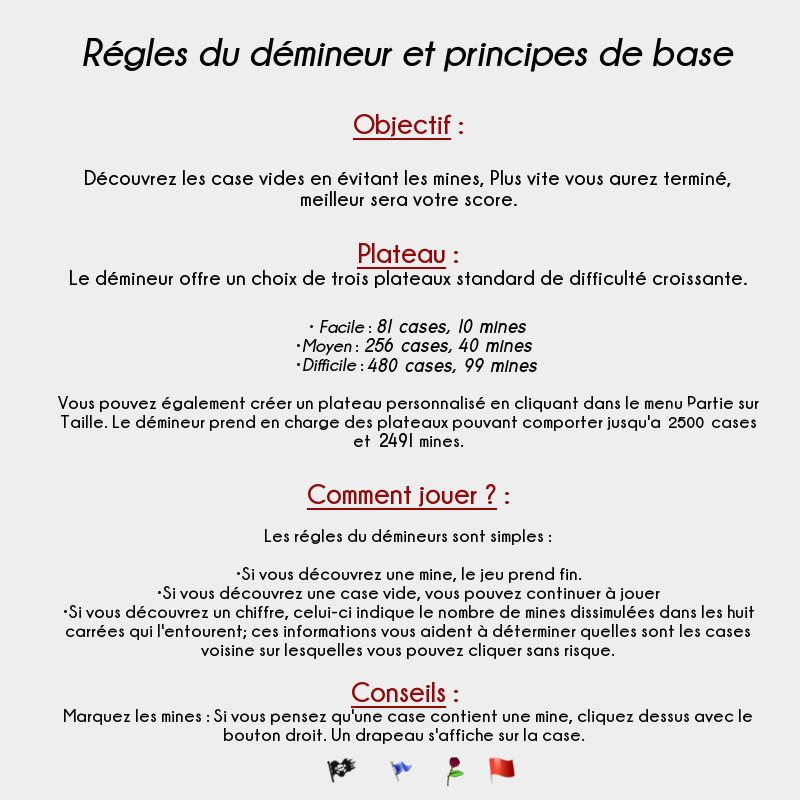 Régles du démineur et principes de base
Objectif :
Découvrez les case vides en évitant les mines, Plus vite vous aurez terminé,
meilleur sera votre score.
Plateau :
Le démineur offre un choix de trois plateaux standard de difficulté croissante.
• Facile : 81 cases, 10 mines
•Moyen : 256 cases, 40 mines
•Difficile : 480 cases, 99 mines
Vous pouvez également créer un plateau personnalisé en cliquant dans le menu Partie sur
Taille. Le démineur prend en charge des plateaux pouvant comporter jusqu'a 2500 cases
et 2491 mines.
Comment jouer ? :
Les régles du démineurs sont simples :
•Si vous découvrez une mine, le jeu prend fin.
•Si vous découvrez une case vide, vous pouvez continuer à jouer
•Si vous découvrez un chiffre, celui-ci indique le nombre de mines dissimulées dans les huit
carrées qui l'entourent; ces informations vous aident à déterminer quelles sont les cases
voisine sur lesquelles vous pouvez cliquer sans risque.
Conseils :
Marquez les mines : Si vous pensez qu'une case contient une mine, cliquez dessus avec le
bouton droit. Un drapeau s'affiche sur la case.